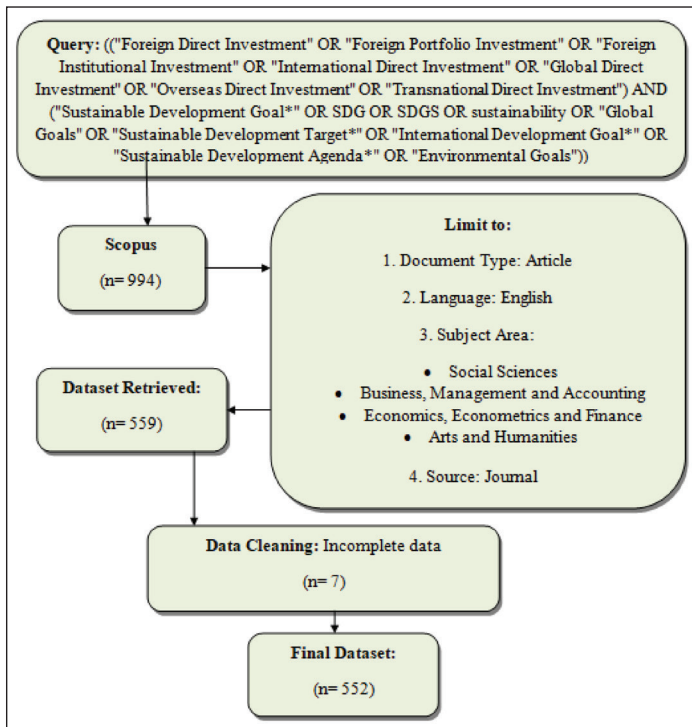 Query: (("Foreign Direct Investment" OR "Foreign Portfolio Investment" OR "Foreign
Institutional Investment" OR "International Direct Investment" OR "Global Direct
Investment" OR "Overseas Direct Investment" OR "Transnational Direct Investment") AND
("Sustainable Development Goal*" OR SDG OR SDGS OR sustainability OR "Global
Goals" OR "Sustainable Development Target*" OR "International Development Goal*" OR
"Sustainable Development Agenda*" OR "Environmental Goals"))
Scopus
(n= 994)
Limit to:
1. Document Type: Article
2. Language: English
3. Subject Area:
• Social Sciences
• Business, Management and Accounting
• Economics, Econometrics and Finance
• Arts and Humanities
4. Source: Journal
Dataset Retrieved:
(n= 559)
Data Cleaning: Incomplete data
(n= 7)
Final Dataset:
(n= 552)